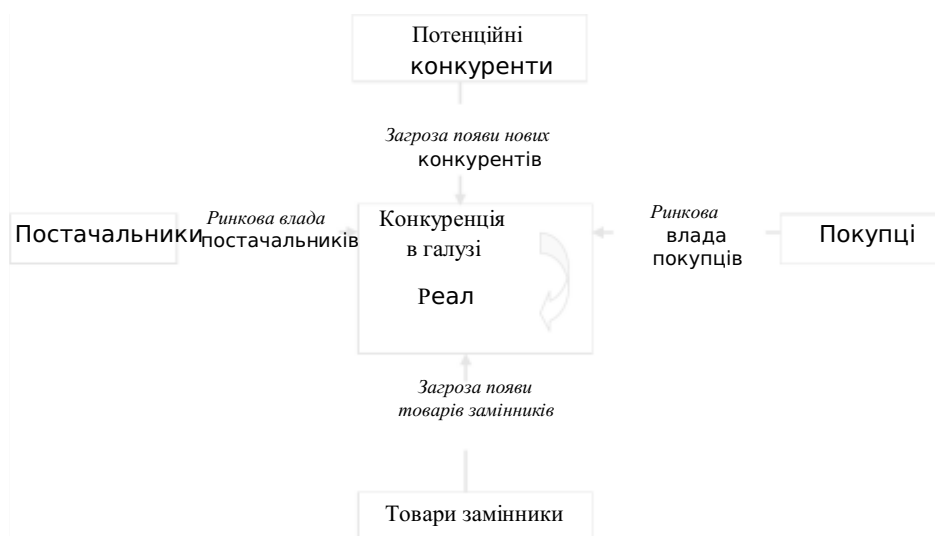 Потенційні
конкуренти
Загроза появи нових
конкурентів
Постачальники
Ринкова влада
постачальників
Конкуренція
в галузі
Реал
Ринкова
влада
покупців
Покупці
Загроза появи
товарів замінників
Товари замінники